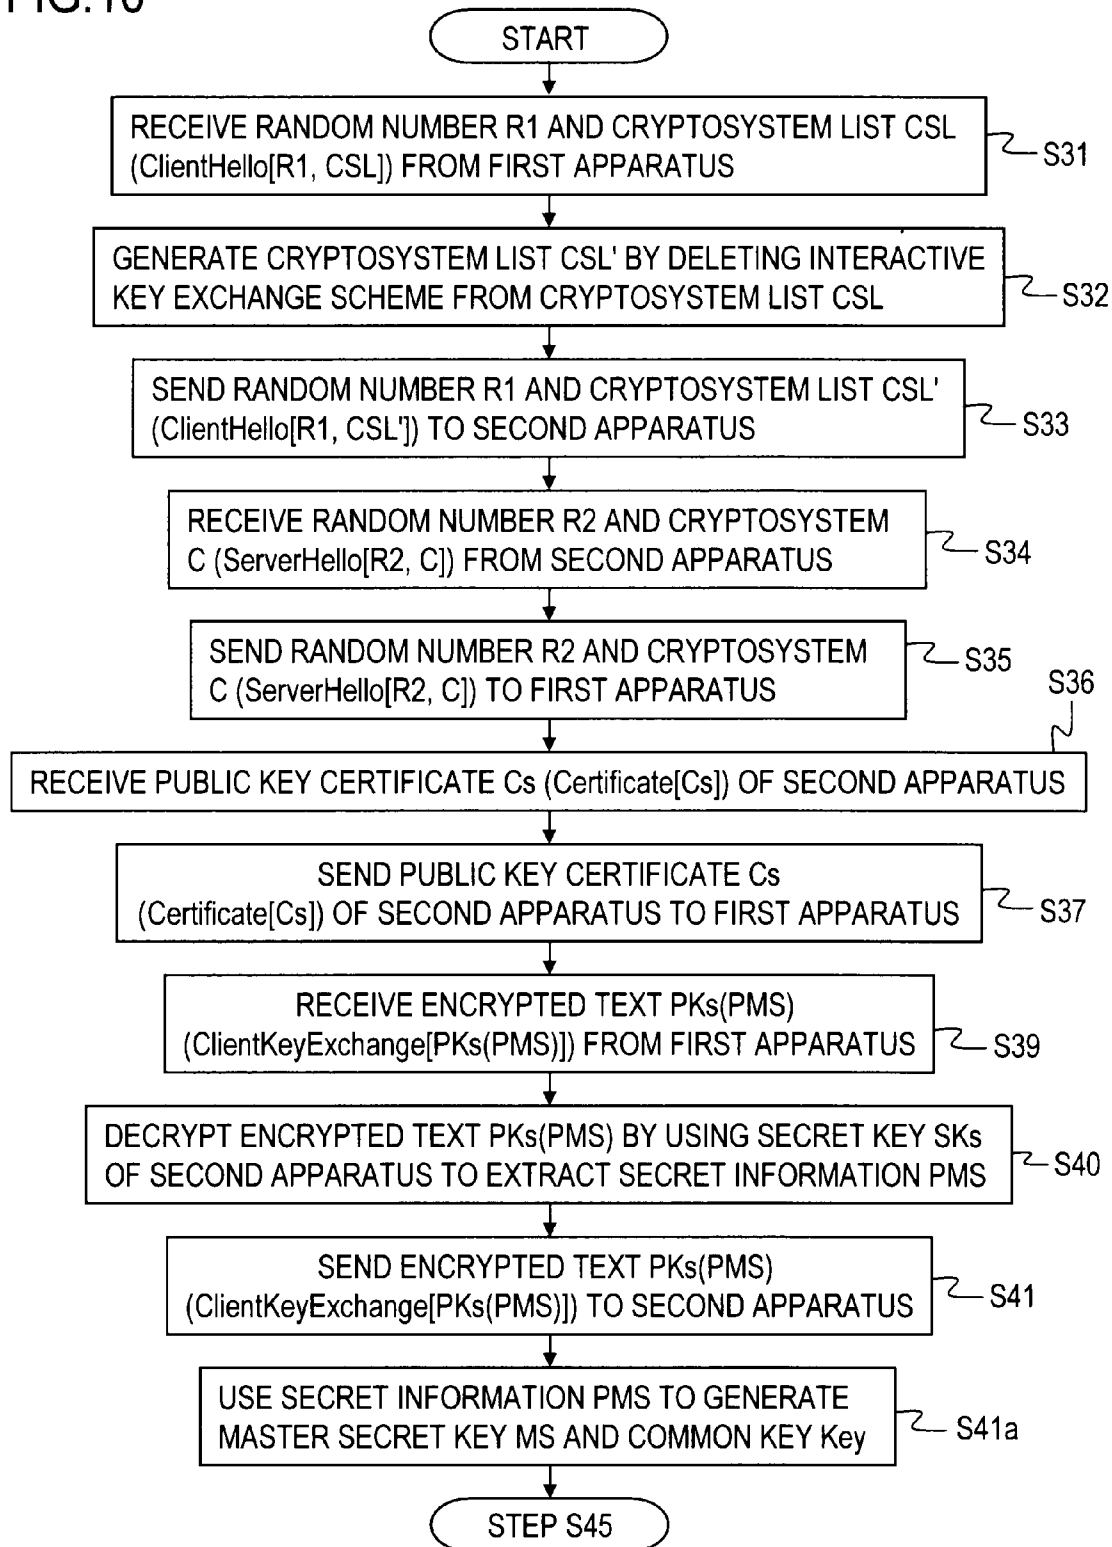 START
RECEIVE RANDOM NUMBER R1 AND CRYPTOSYSTEM LIST CSL
(ClientHello[R1, CSL]) FROM FIRST APPARATUS
S31
GENERATE CRYPTOSYSTEM LIST CSL' BY DELETING INTERACTIVE
KEY EXCHANGE SCHEME FROM CRYPTOSYSTEM LIST CSL
S32
SEND RANDOM NUMBER R1 AND CRYPTOSYSTEM LIST CSL'
(ClientHello[R1, CSL']) TO SECOND APPARATUS
S33
RECEIVE RANDOM NUMBER R2 AND CRYPTOSYSTEM
C (ServerHello[R2, C]) FROM SECOND APPARATUS
S34
SEND RANDOM NUMBER R2 AND CRYPTOSYSTEM
C (ServerHello[R2, C]) TO FIRST APPARATUS
S35
S36
RECEIVE PUBLIC KEY CERTIFICATE Cs (Certificate[Cs]) OF SECOND APPARATUS
SEND PUBLIC KEY CERTIFICATE Cs
(Certificate[Cs]) OF SECOND APPARATUS TO FIRST APPARATUS
S37
RECEIVE ENCRYPTED TEXT PKs(PMS)
(ClientKeyExchange[PKs(PMS)]) FROM FIRST APPARATUS
S39
DECRYPT ENCRYPTED TEXT PKs(PMS) BY USING SECRET KEY SKs
OF SECOND APPARATUS TO EXTRACT SECRET INFORMATION PMS
S40
SEND ENCRYPTED TEXT PKs(PMS)
(ClientKeyExchange[PKs(PMS)]) TO SECOND APPARATUS
S41
USE SECRET INFORMATION PMS TO GENERATE
MASTER SECRET KEY MS AND COMMON KEY Key
S41a
STEP S45